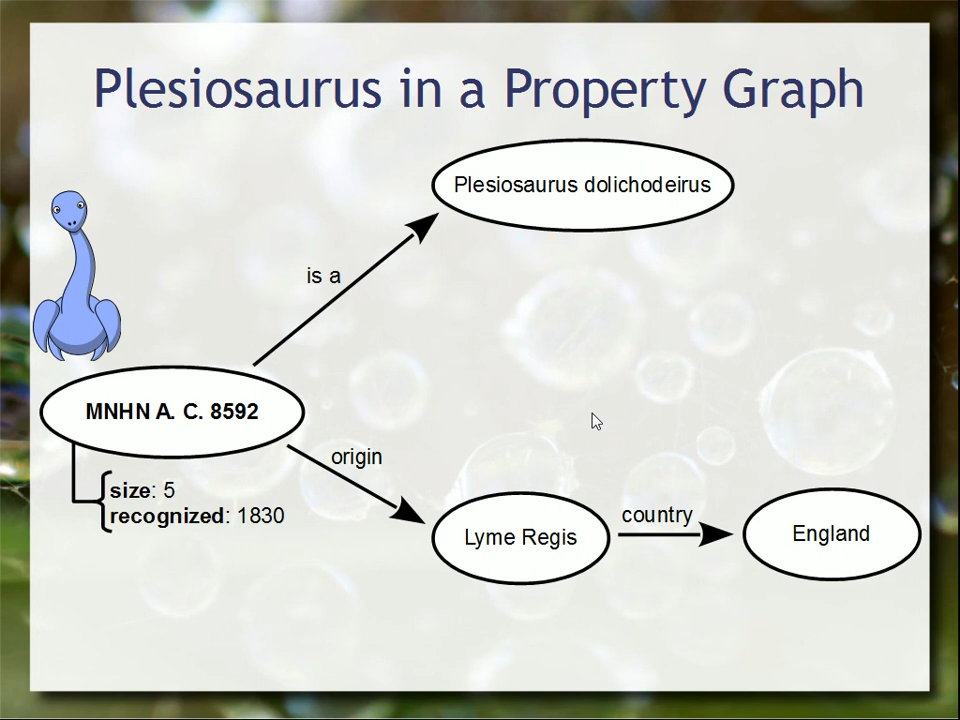 Plesiosaurus in a Property Graph
Plesiosaurus dolichodeirus
is a
MNHN A. C. 8592
origin
size: 5
recognized: 1830
Lyme Regis
country
England